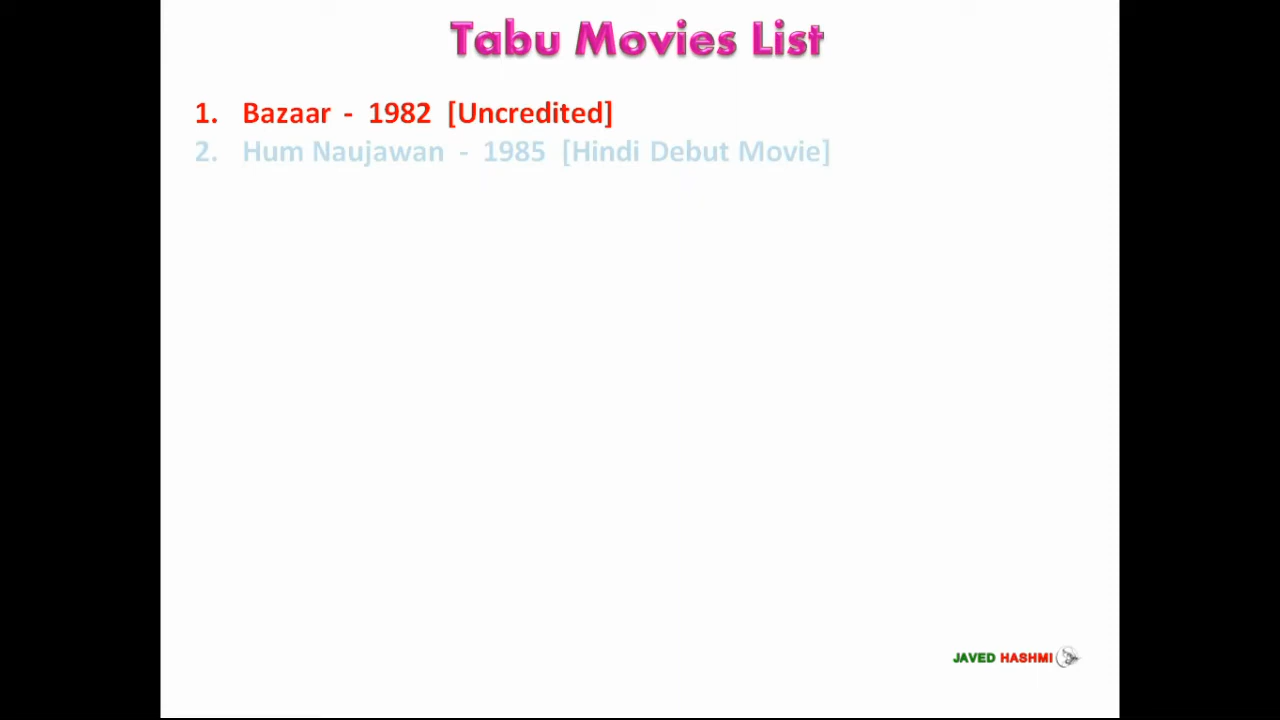 Tabu Movies List
1. Bazaar - 1982 [Uncredited]
2. Hum Naujawan - 1985 [Hindi Debut Movie]
JAVED HASHMI